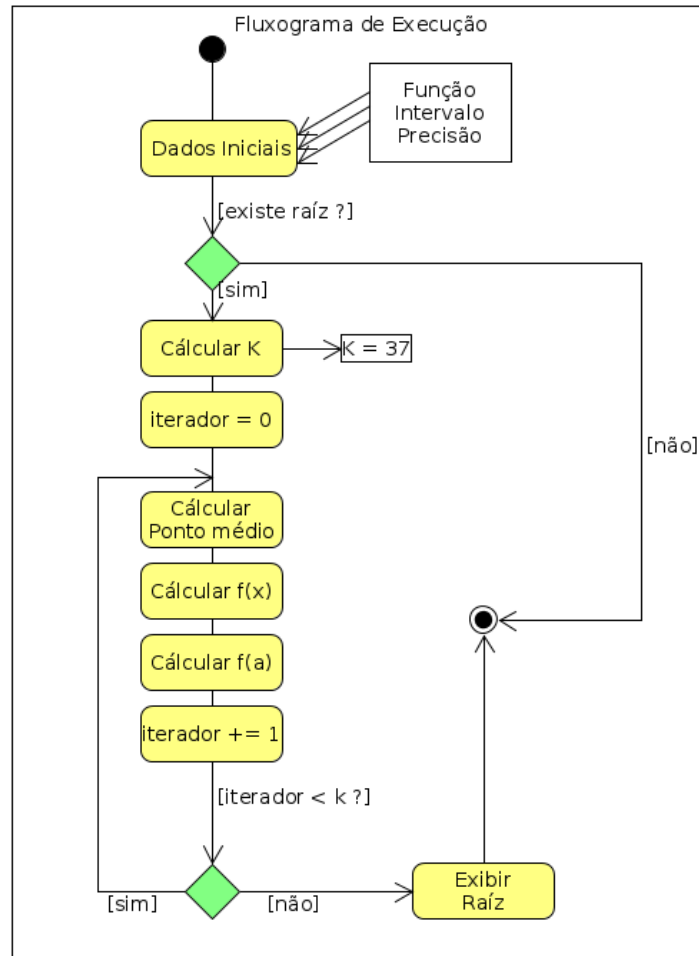 Fluxograma de Execução
Função
Intervalo
Precisão
Dados Iniciais
[existe raíz ?]
[sim]
Cálcular K
K = 37
iterador = 0
[não]
Cálcular
Ponto médio
Cálcular f(x)
Cálcular f(a)
iterador += 1
[iterador < k ?]
[sim]
[não]
Exibir
Raíz